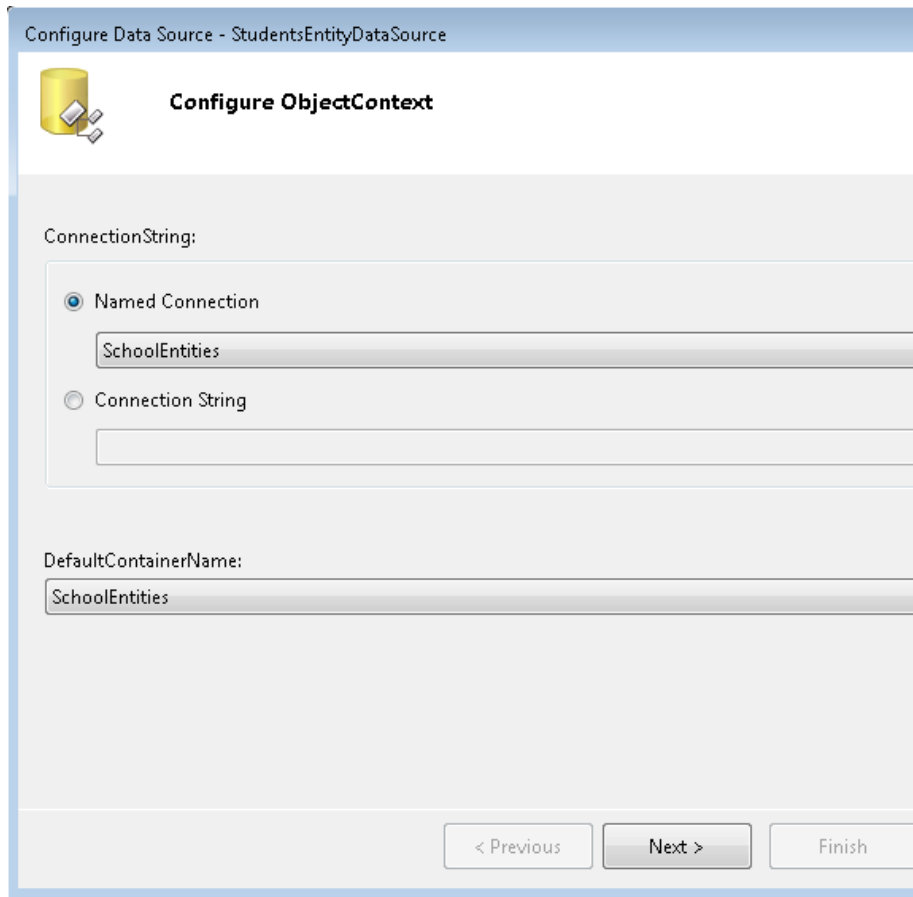 Configure Data Source - StudentsEntityDataSource
Configure ObjectContext
ConnectionString:
Named Connection
SchoolEntities
Connection String
DefaultContainerName:
SchoolEntities
< Previous Next > Finish